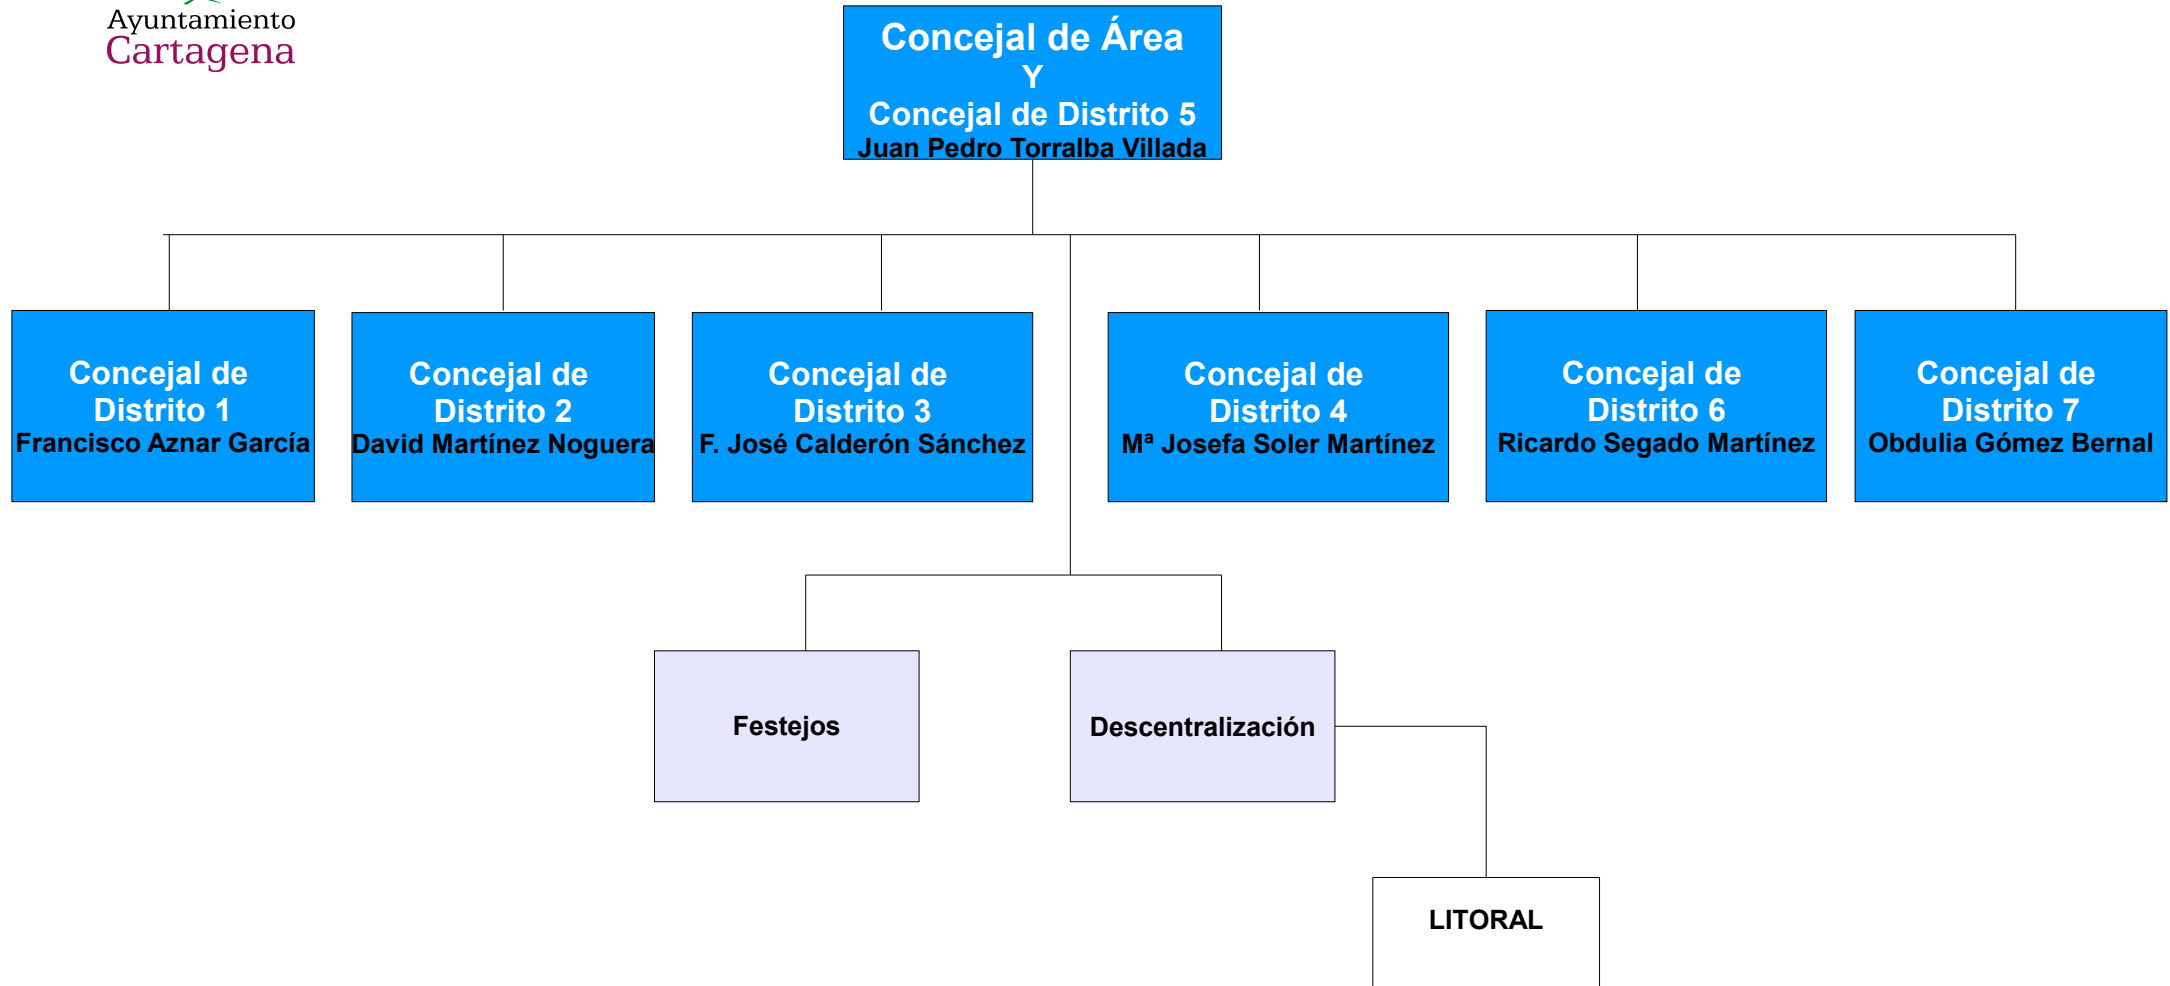 Ayuntamiento
Cartagena
Concejal de Área
Y
Concejal de Distrito 5
Juan Pedro Torralba Villada
Concejal de
Distrito 1
Francisco Aznar García
Concejal de
Distrito 2
David Martínez Noguera
Concejal de
Distrito 3
F. José Calderón Sánchez
Concejal de
Distrito 4
Mª Josefa Soler Martínez
Concejal de
Distrito 6
Ricardo Segado Martínez
Concejal de
Distrito 7
Obdulia Gómez Bernal
Festejos
Descentralización
LITORAL